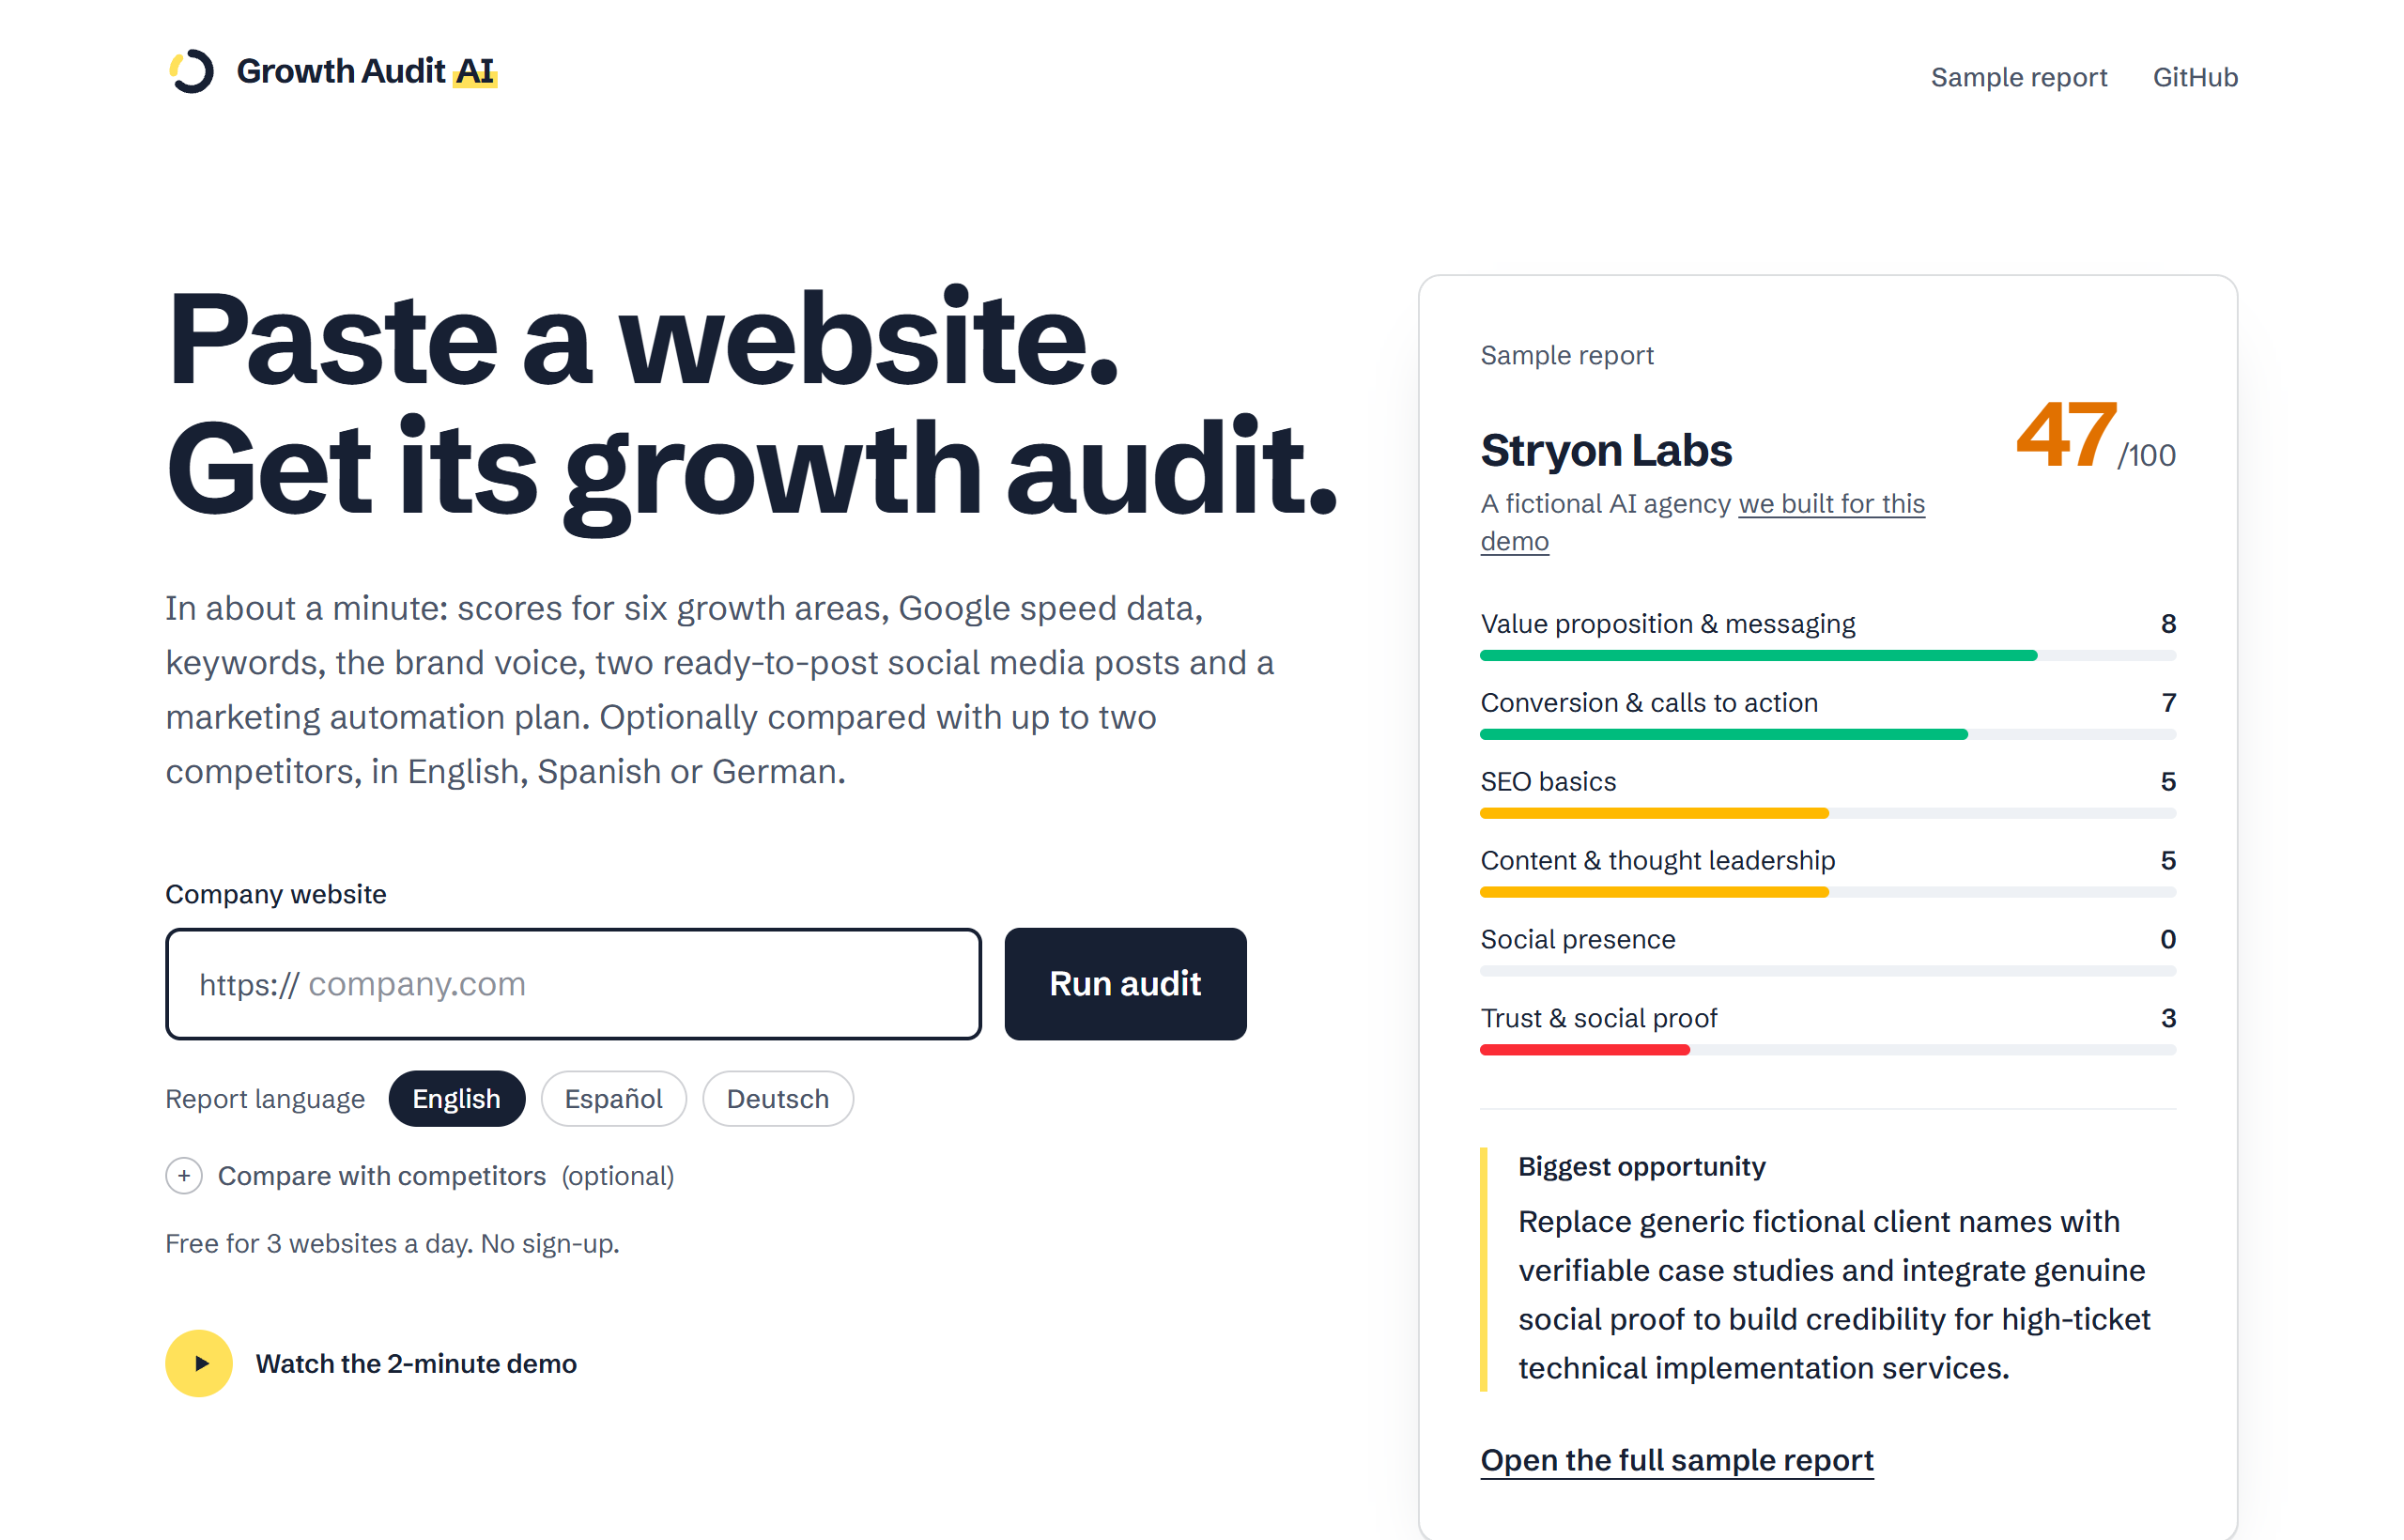 Growth Audit AI
Sample report
GitHub
Paste a website.
Get its growth audit.
In about a minute: scores for six growth areas, Google speed data,
keywords, the brand voice, two ready-to-post social media posts and a
marketing automation plan. Optionally compared with up to two
competitors, in English, Spanish or German.
Company website
https:// company.com
Run audit
Report language
English
Español
Deutsch
+ Compare with competitors (optional)
Free for 3 websites a day. No sign-up.
Watch the 2-minute demo
Sample report
Stryon Labs
47/100
A fictional AI agency we built for this
demo
Value proposition & messaging 8
Conversion & calls to action 7
SEO basics 5
Content & thought leadership 5
Social presence 0
Trust & social proof 3
Biggest opportunity
Replace generic fictional client names with
verifiable case studies and integrate genuine
social proof to build credibility for high-ticket
technical implementation services.
Open the full sample report